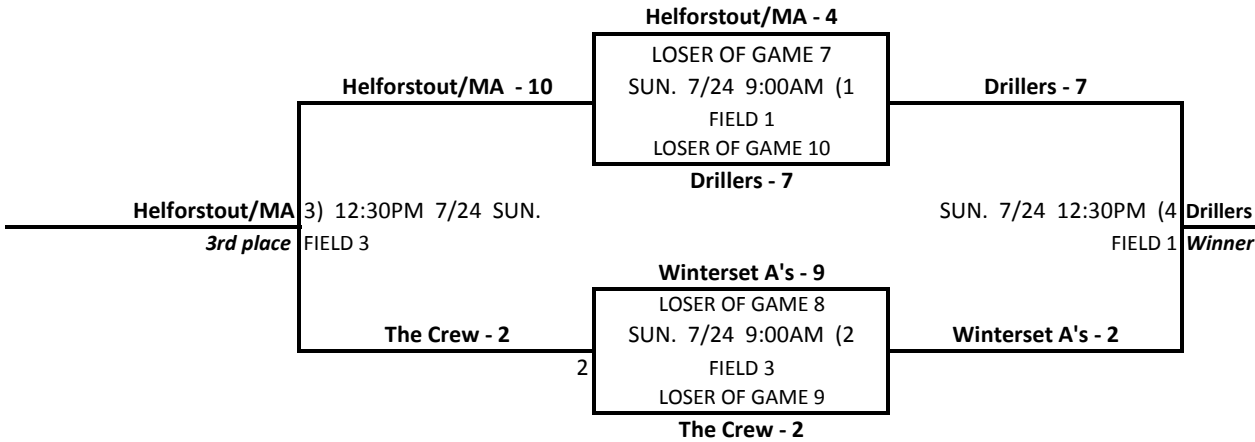 Helforstout/MA - 4
LOSER OF GAME 7
Helforstout/MA  - 10
SUN.  7/24  9:00AM  (1
Drillers - 7
FIELD 1
LOSER OF GAME 10
Drillers - 7
Helforstout/MA
3)  12:30PM  7/24  SUN.
SUN.  7/24  12:30PM  (4
Drillers
3rd place
FIELD 3
FIELD 1
Winner
Winterset A's - 9
LOSER OF GAME 8
The Crew - 2
SUN.  7/24  9:00AM  (2
Winterset A's - 2
2
FIELD 3
LOSER OF GAME 9
The Crew - 2